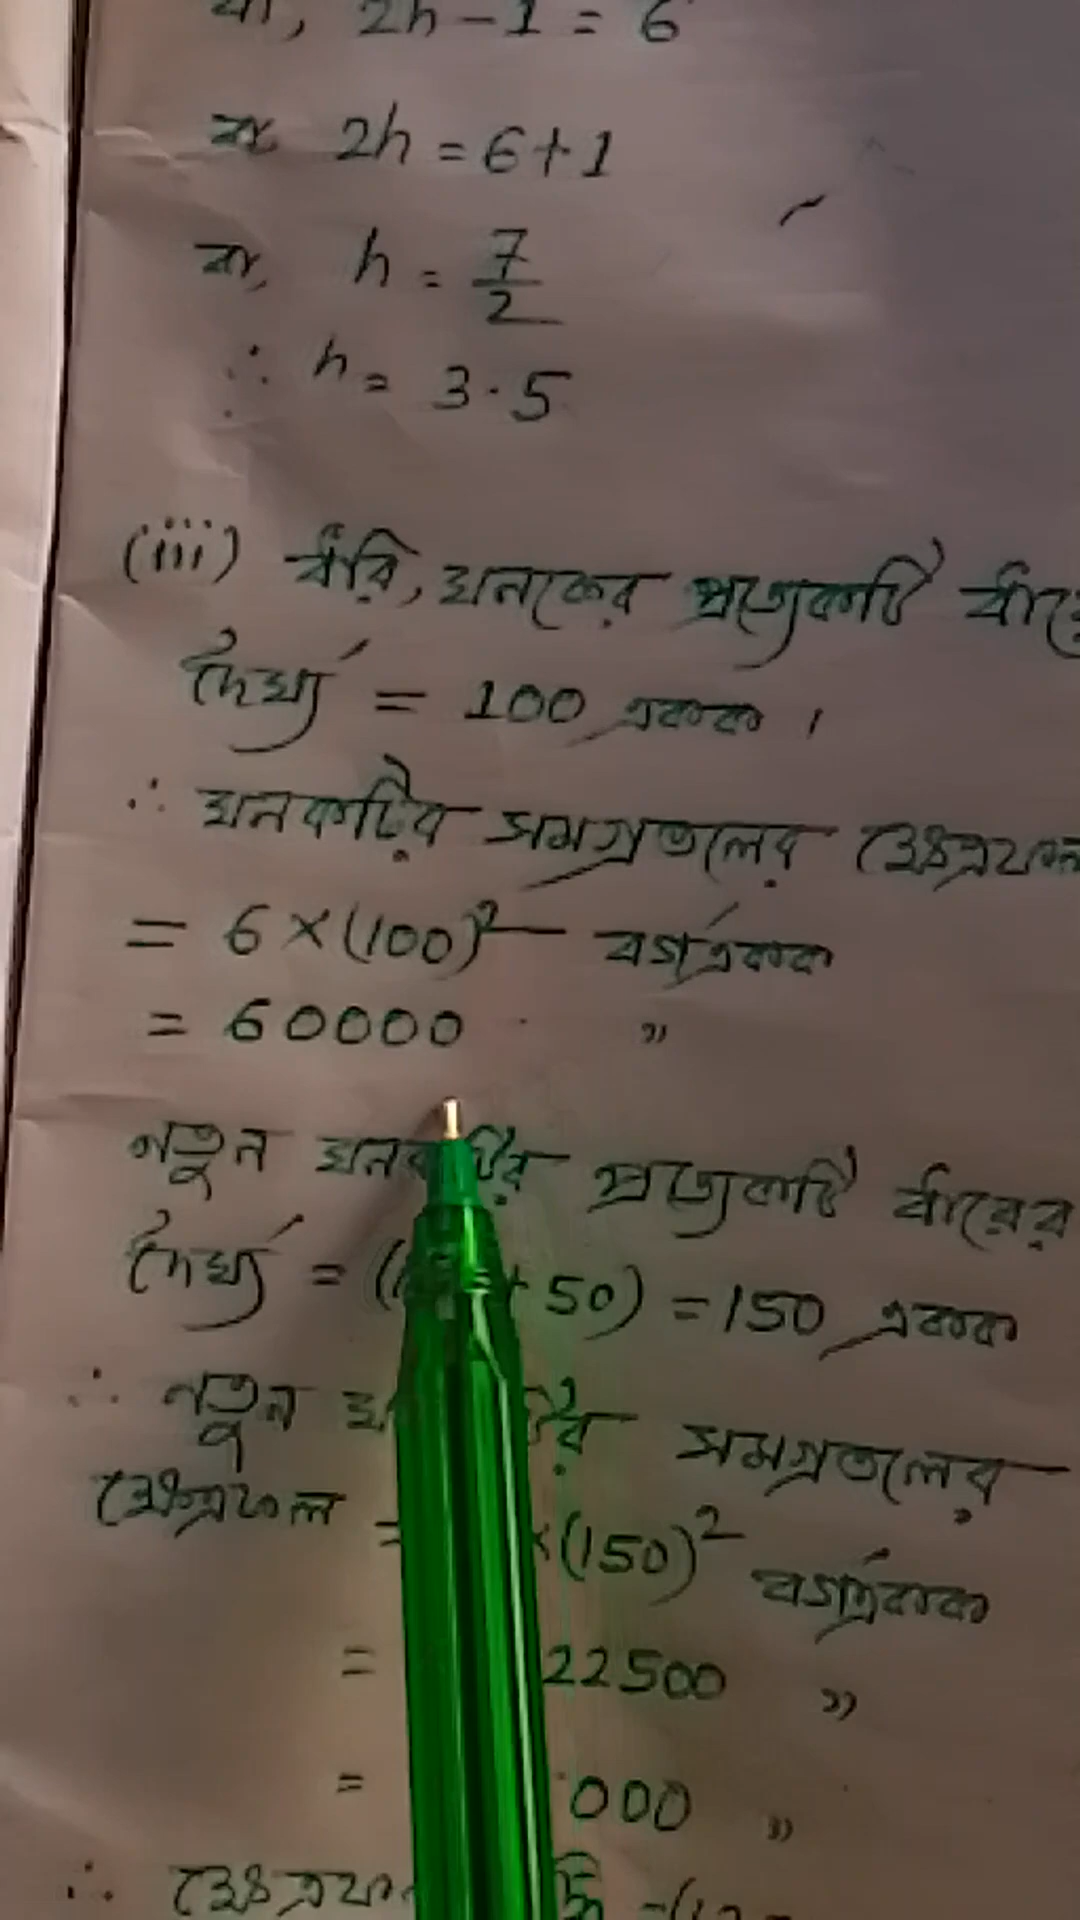 বা, 2h - 1 = 6
বা 2h = 6 + 1
বা, h = 7/2
∴ h = 3.5
(iii) ধরি, ঘনকের প্রত্যেকটি
দৈর্ঘ্য = 100 একক ।
∴ ঘনকটির সমগ্রতলের ক্ষেত্রফল
= 6 × (100)² বর্গএকক
= 60000 "
নতুন ঘনকটির প্রত্যেকটি ধারের
দৈর্ঘ্য = ( + 50) = 150 একক
∴ নতুন সমগ্রতলের
ক্ষেত্রফল = × (150)² বর্গএকক
= 22500 "
= 000 "
∴